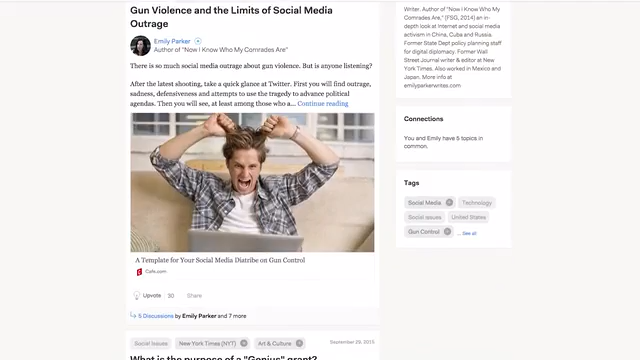 Gun Violence and the Limits of Social Media
Outrage
Emily Parker
Author of "Now I Know Who My Comrades Are"
There is so much social media outrage about gun violence. But is anyone listening?
After the latest shooting, take a quick glance at Twitter. First you will find outrage,
sadness, defensiveness and attempts to use the tragedy to advance political
agendas. Then you will see, at least among those who a... Continue reading
A Template for Your Social Media Diatribe on Gun Control
Cafe.com
Upvote 30 Share
5 Discussions by Emily Parker and 7 more
Social Issues New York Times (NYT) Art & Culture September 29, 2015
What is the purpose of a "Genius" grant?
Writer. Author of "Now I Know Who My
Comrades Are," (FSG, 2014) an in-
depth look at Internet and social media
activism in China, Cuba and Russia.
Former State Dept policy planning staff
for digital diplomacy. Former Wall
Street Journal writer & editor at New
York Times. Also worked in Mexico and
Japan. More info at
emilyparkerwrites.com
Connections
You and Emily have 5 topics in
common.
Tags
Social Media Technology
Social Issues United States
Gun Control ... See all